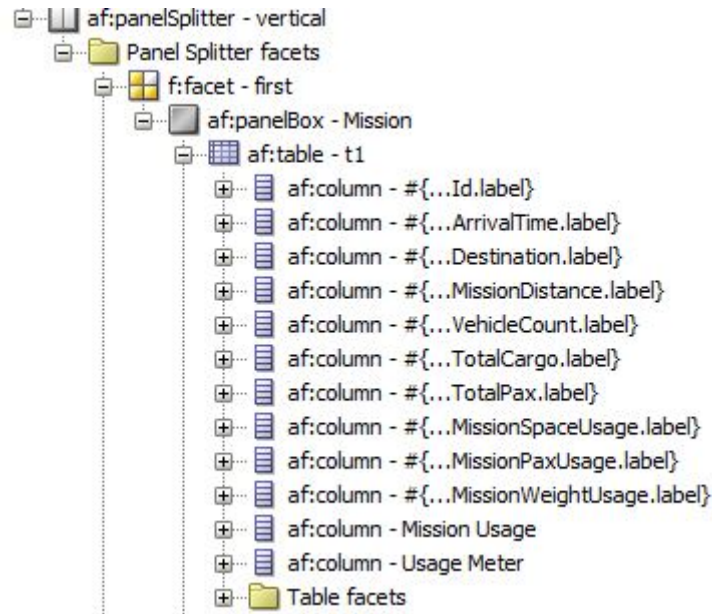 af:panelSplitter - vertical
Panel Splitter facets
f:facet - first
af:panelBox - Mission
af:table - t1
af:column - #{...Id.label}
af:column - #{...ArrivalTime.label}
af:column - #{...Destination.label}
af:column - #{...MissionDistance.label}
af:column - #{...VehicleCount.label}
af:column - #{...TotalCargo.label}
af:column - #{...TotalPax.label}
af:column - #{...MissionSpaceUsage.label}
af:column - #{...MissionPaxUsage.label}
af:column - #{...MissionWeightUsage.label}
af:column - Mission Usage
af:column - Usage Meter
Table facets